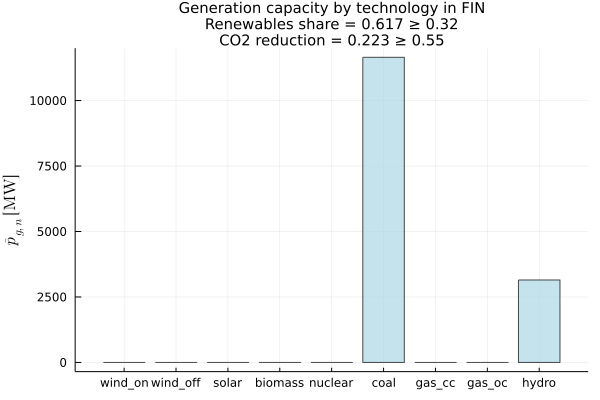 Generation capacity by technology in FIN
Renewables share = 0.617 ≥ 0.32
CO2 reduction = 0.223 ≥ 0.55
p̄_{g,n} [MW]
10000
7500
5000
2500
0
wind_on wind_off solar biomass nuclear coal gas_cc gas_oc hydro